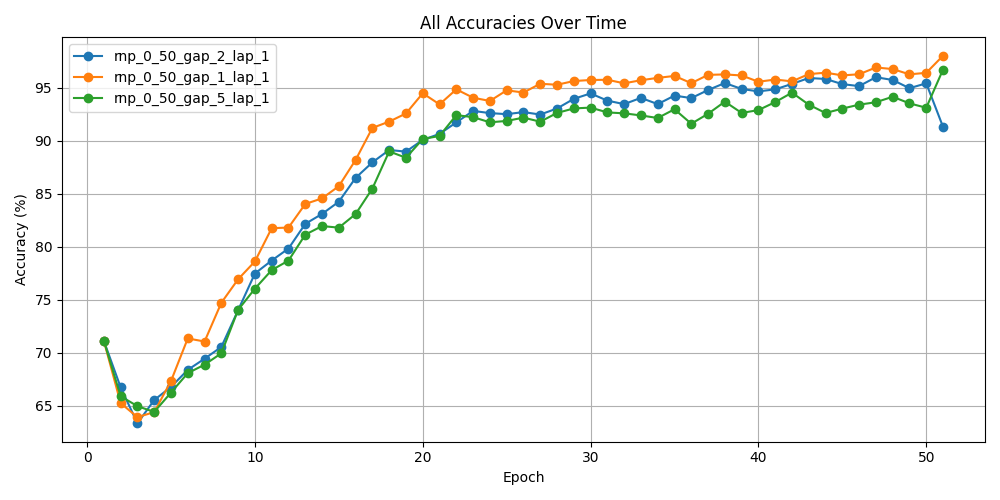 All Accuracies Over Time
rnp_0_50_gap_2_lap_1
rnp_0_50_gap_1_lap_1
rnp_0_50_gap_5_lap_1
Accuracy (%)
95
90
85
80
75
70
65
0 10 20 30 40 50
Epoch